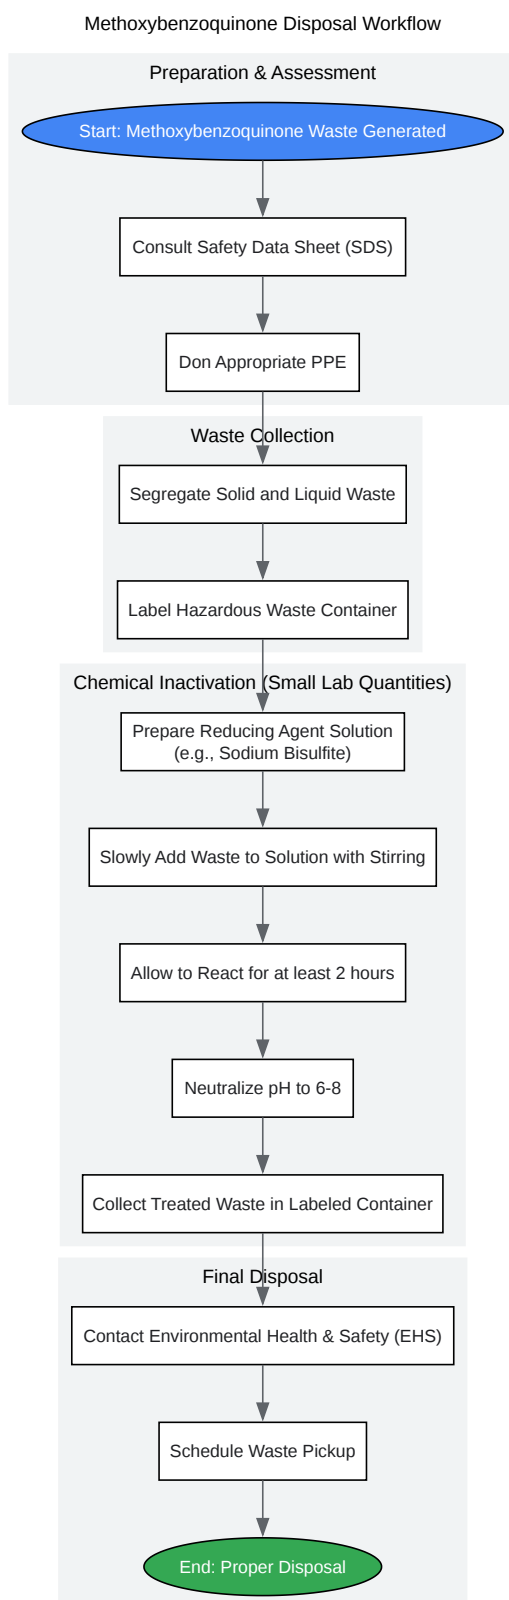 Methoxybenzoquinone Disposal Workflow
Preparation & Assessment
Start: Methoxybenzoquinone Waste Generated
Consult Safety Data Sheet (SDS)
Don Appropriate PPE
Waste Collection
Segregate Solid and Liquid Waste
Label Hazardous Waste Container
Chemical Inactivation (Small Lab Quantities)
Prepare Reducing Agent Solution
(e.g., Sodium Bisulfite)
Slowly Add Waste to Solution with Stirring
Allow to React for at least 2 hours
Neutralize pH to 6-8
Collect Treated Waste in Labeled Container
Final Disposal
Contact Environmental Health & Safety (EHS)
Schedule Waste Pickup
End: Proper Disposal